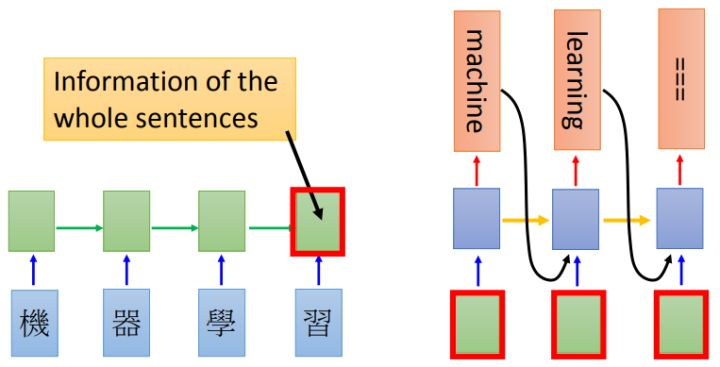 Information of the
whole sentences
機
器
學
習
machine
learning
===